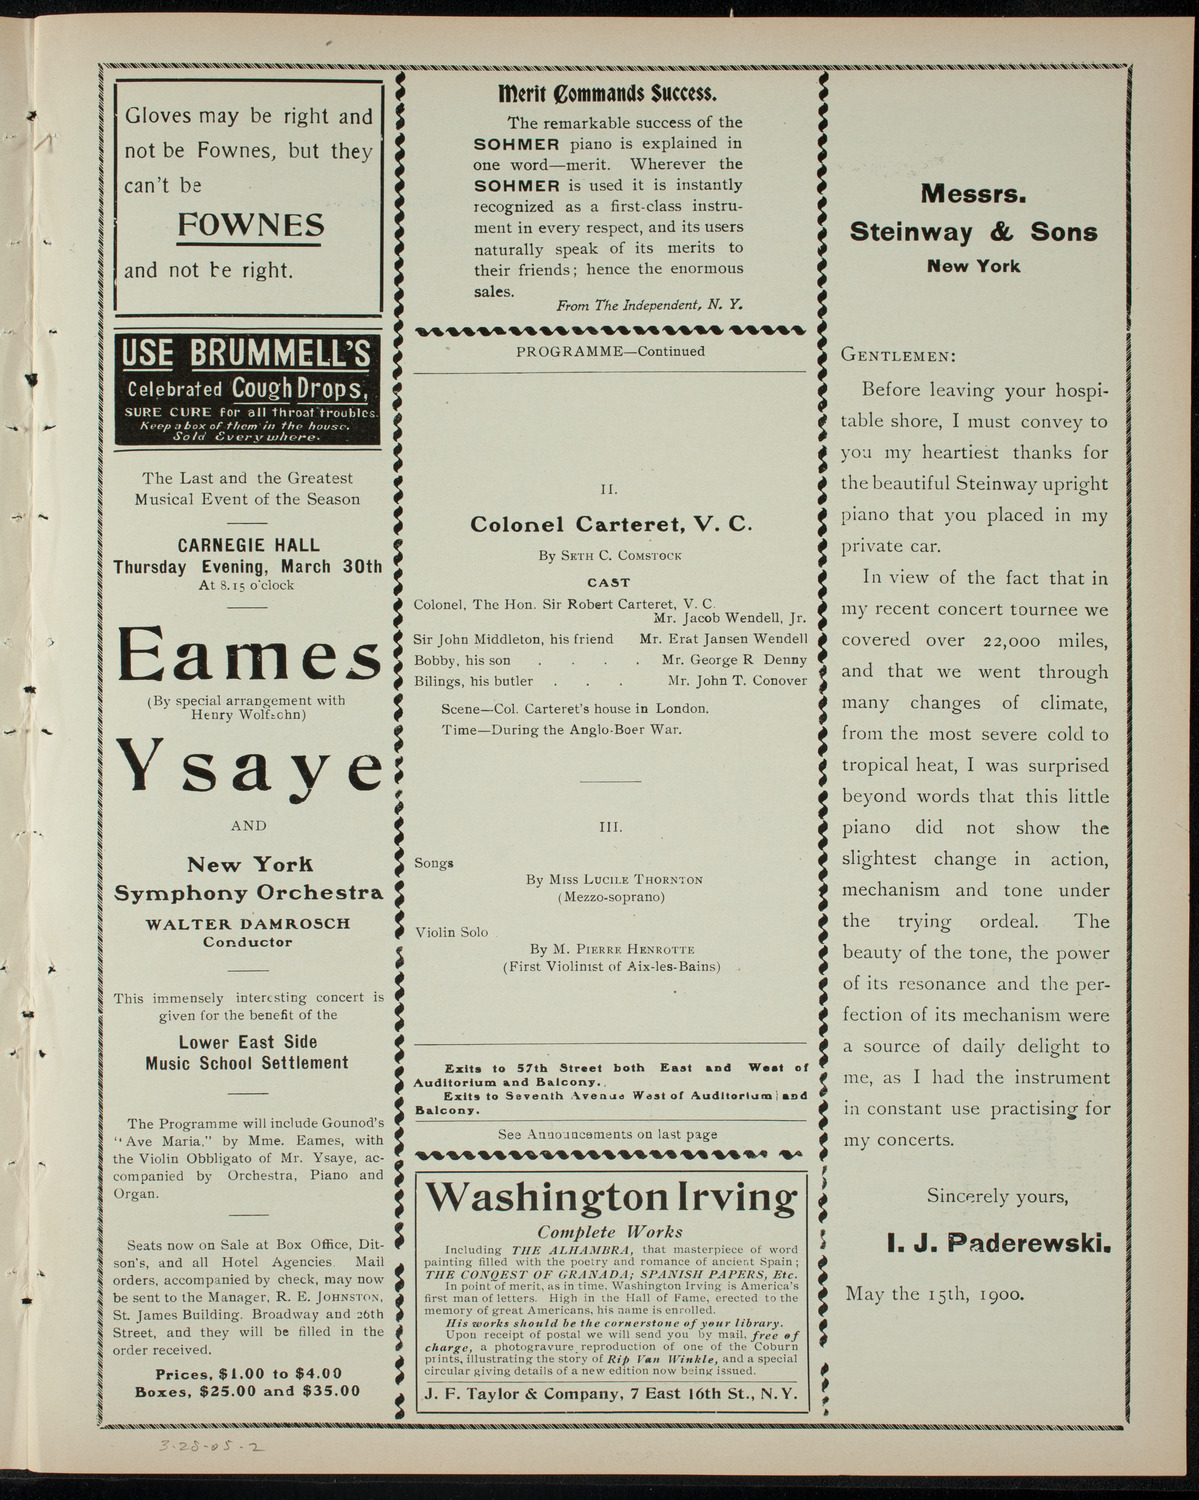 Gloves may be right and
not be Fownes, but they
can't be
FOWNES
and not be right.
USE BRUMMELL'S
Celebrated Cough Drops,
SURE CURE for all throat troubles.
Keep a box of them in the house.
Sold Everywhere.
The Last and the Greatest
Musical Event of the Season
CARNEGIE HALL
Thursday Evening, March 30th
At 8.15 o'clock
Eames
(By special arrangement with
Henry Wolfsohn)
Ysaye
AND
New York
Symphony Orchestra
WALTER DAMROSCH
Conductor
This immensely interesting concert is
given for the benefit of the
Lower East Side
Music School Settlement
The Programme will include Gounod's
"Ave Maria," by Mme. Eames, with
the Violin Obbligato of Mr. Ysaye, ac-
companied by Orchestra, Piano and
Organ.
Seats now on Sale at Box Office, Dit-
son's, and all Hotel Agencies. Mail
orders, accompanied by check, may now
be sent to the Manager, R. E. JOHNSTON,
St. James Building. Broadway and 26th
Street, and they will be filled in the
order received.
Prices, $1.00 to $4.00
Boxes, $25.00 and $35.00
Merit Commands Success.
The remarkable success of the
SOHMER piano is explained in
one word—merit. Wherever the
SOHMER is used it is instantly
recognized as a first-class instru-
ment in every respect, and its users
naturally speak of its merits to
their friends; hence the enormous
sales.
From The Independent, N. Y.
PROGRAMME—Continued
II.
Colonel Carteret, V. C.
By SETH C. COMSTOCK
CAST
Colonel, The Hon. Sir Robert Carteret, V. C.
Mr. Jacob Wendell, Jr.
Sir John Middleton, his friend Mr. Erat Jansen Wendell
Bobby, his son . . . . Mr. George R Denny
Bilings, his butler . . . Mr. John T. Conover
Scene—Col. Carteret's house in London.
Time—During the Anglo-Boer War.
III.
Songs
By MISS LUCILE THORNTON
(Mezzo-soprano)
Violin Solo
By M. PIERRE HENROTTE
(First Violinist of Aix-les-Bains)
Exits to 57th Street both East and West of
Auditorium and Balcony.
Exits to Seventh Avenue West of Auditorium and
Balcony.
See Announcements on last page
Washington Irving
Complete Works
Including THE ALHAMBRA, that masterpiece of word
painting filled with the poetry and romance of ancient Spain;
THE CONQEST OF GRANADA; SPANISH PAPERS, Etc.
In point of merit, as in time, Washington Irving is America's
first man of letters. High in the Hall of Fame, erected to the
memory of great Americans, his name is enrolled.
His works should be the cornerstone of your library.
Upon receipt of postal we will send you by mail, free of
charge, a photogravure reproduction of one of the Coburn
prints, illustrating the story of Rip Van Winkle, and a special
circular giving details of a new edition now being issued.
J. F. Taylor & Company, 7 East 16th St., N.Y.
Messrs.
Steinway & Sons
New York
GENTLEMEN:
Before leaving your hospi-
table shore, I must convey to
you my heartiest thanks for
the beautiful Steinway upright
piano that you placed in my
private car.
In view of the fact that in
my recent concert tournee we
covered over 22,000 miles,
and that we went through
many changes of climate,
from the most severe cold to
tropical heat, I was surprised
beyond words that this little
piano did not show the
slightest change in action,
mechanism and tone under
the trying ordeal. The
beauty of the tone, the power
of its resonance and the per-
fection of its mechanism were
a source of daily delight to
me, as I had the instrument
in constant use practising for
my concerts.
Sincerely yours,
I. J. Paderewski.
May the 15th, 1900.
3-28-05-2